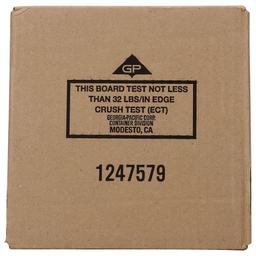 GP
THIS BOARD TEST NOT LESS
THAN 32 LBS/IN EDGE
CRUSH TEST (ECT)
GEORGIA-PACIFIC CORP.
CONTAINER DIVISION
MODESTO, CA
1247579